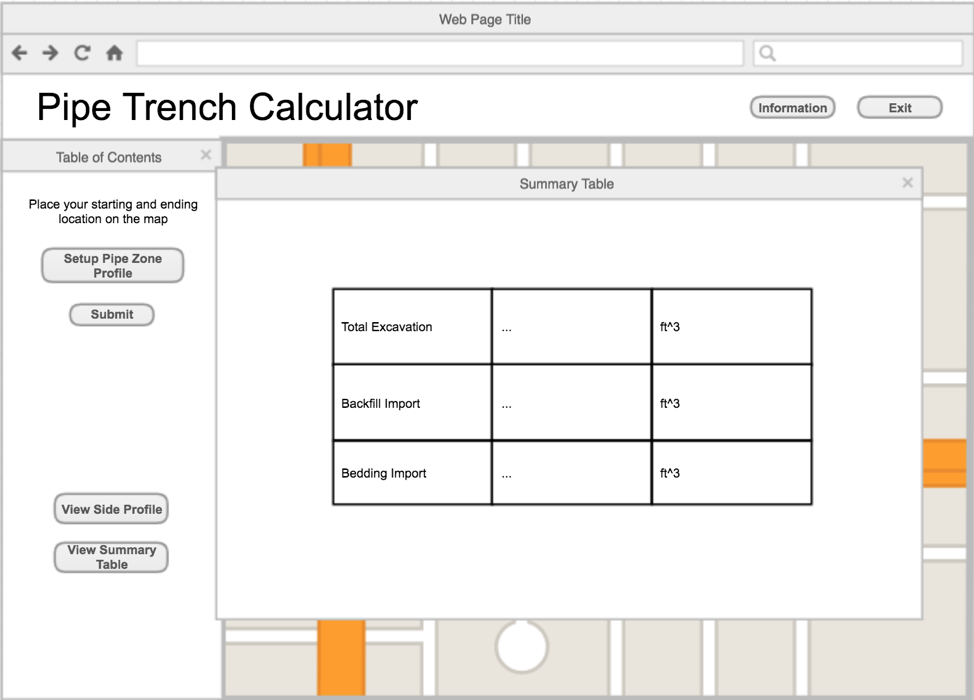 Web Page Title
Pipe Trench Calculator
Information
Exit
Table of Contents
Place your starting and ending
location on the map
Setup Pipe Zone
Profile
Submit
View Side Profile
View Summary
Table
Summary Table
Total Excavation ... ft^3
Backfill Import ... ft^3
Bedding Import ... ft^3